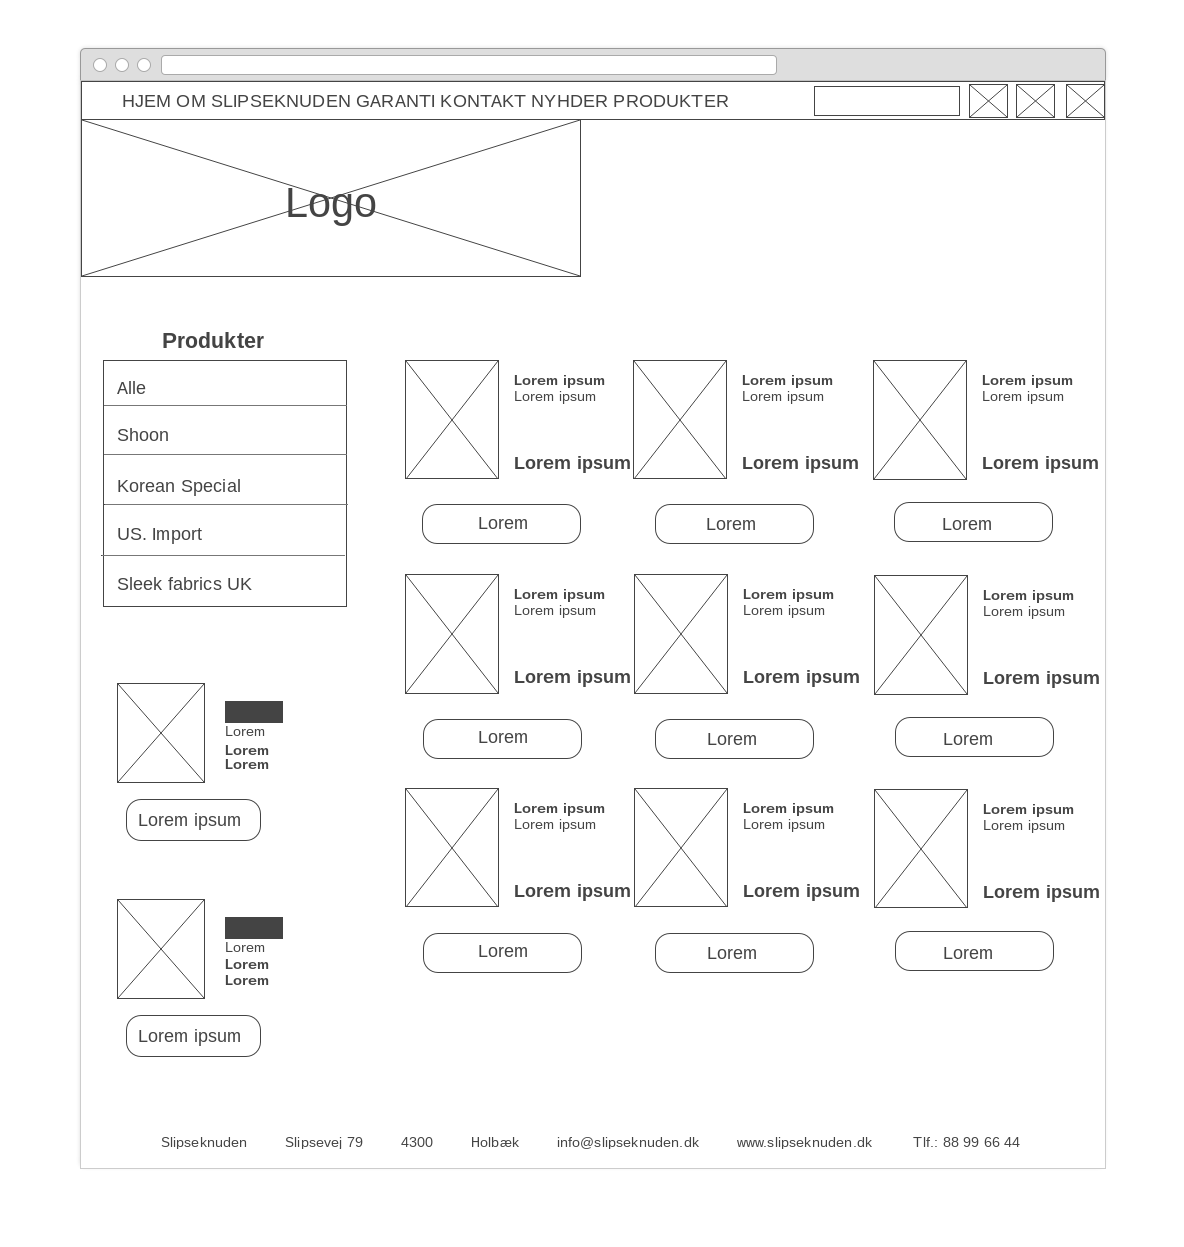 HJEM OM SLIPSEKNUDEN GARANTI KONTAKT NYHDER PRODUKTER
Logo
Produkter
Alle
Shoon
Korean Special
US. Import
Sleek fabrics UK
Lorem
Lorem
Lorem
Lorem ipsum
Lorem
Lorem
Lorem
Lorem ipsum
Lorem ipsum
Lorem ipsum
Lorem ipsum
Lorem
Lorem ipsum
Lorem ipsum
Lorem ipsum
Lorem
Lorem ipsum
Lorem ipsum
Lorem ipsum
Lorem
Lorem ipsum
Lorem ipsum
Lorem ipsum
Lorem
Lorem ipsum
Lorem ipsum
Lorem ipsum
Lorem
Lorem ipsum
Lorem ipsum
Lorem ipsum
Lorem
Lorem ipsum
Lorem ipsum
Lorem ipsum
Lorem
Lorem ipsum
Lorem ipsum
Lorem ipsum
Lorem
Lorem ipsum
Lorem ipsum
Lorem ipsum
Lorem
Slipseknuden Slipsevej 79 4300 Holbæk info@slipseknuden.dk www.slipseknuden.dk Tlf.: 88 99 66 44